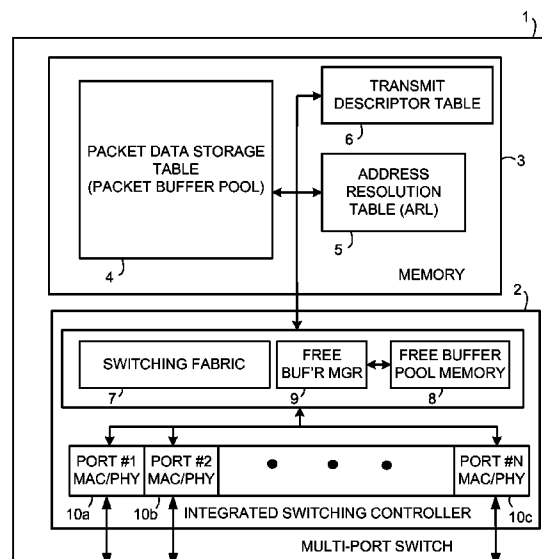 1
TRANSMIT
DESCRIPTOR TABLE
6
PACKET DATA STORAGE
TABLE
(PACKET BUFFER POOL)
4
ADDRESS
RESOLUTION
TABLE (ARL)
5
3
MEMORY
2
SWITCHING FABRIC
7
FREE
BUF'R MGR
9
FREE BUFFER
POOL MEMORY
8
PORT #1
MAC/PHY
10a
PORT #2
MAC/PHY
10b
PORT #N
MAC/PHY
10c
INTEGRATED SWITCHING CONTROLLER
MULTI-PORT SWITCH